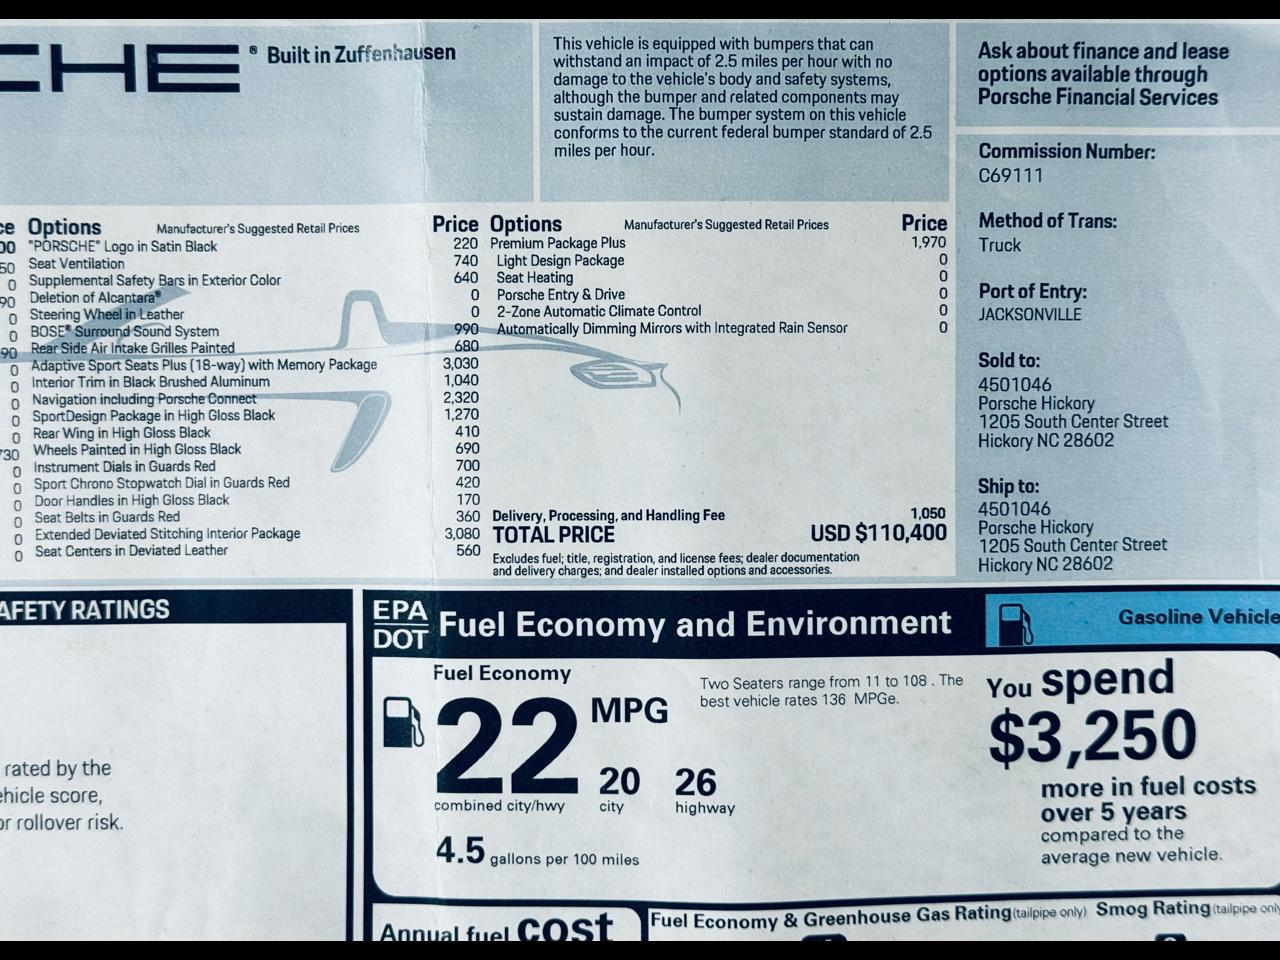 CHE® Built in Zuffenhausen
This vehicle is equipped with bumpers that can
withstand an impact of 2.5 miles per hour with no
damage to the vehicle's body and safety systems,
although the bumper and related components may
sustain damage. The bumper system on this vehicle
conforms to the current federal bumper standard of 2.5
miles per hour.
Ask about finance and lease
options available through
Porsche Financial Services
Commission Number:
C69111
Method of Trans:
Truck
Port of Entry:
JACKSONVILLE
Sold to:
4501046
Porsche Hickory
1205 South Center Street
Hickory NC 28602
Ship to:
4501046
Porsche Hickory
1205 South Center Street
Hickory NC 28602
ce
00
50
0
90
0
0
90
0
0
0
0
0
730
0
0
0
0
0
0
Options Manufacturer's Suggested Retail Prices Price
"PORSCHE" Logo in Satin Black 220
Seat Ventilation 740
Supplemental Safety Bars in Exterior Color 640
Deletion of Alcantara® 0
Steering Wheel in Leather 0
BOSE® Surround Sound System 990
Rear Side Air Intake Grilles Painted 680
Adaptive Sport Seats Plus (18-way) with Memory Package 3,030
Interior Trim in Black Brushed Aluminum 1,040
Navigation including Porsche Connect 2,320
SportDesign Package in High Gloss Black 1,270
Rear Wing in High Gloss Black 410
Wheels Painted in High Gloss Black 690
Instrument Dials in Guards Red 700
Sport Chrono Stopwatch Dial in Guards Red 420
Door Handles in High Gloss Black 170
Seat Belts in Guards Red 360
Extended Deviated Stitching Interior Package 3,080
Seat Centers in Deviated Leather 560
Options Manufacturer's Suggested Retail Prices Price
Premium Package Plus 1,970
Light Design Package 0
Seat Heating 0
Porsche Entry & Drive 0
2-Zone Automatic Climate Control 0
Automatically Dimming Mirrors with Integrated Rain Sensor 0
Delivery, Processing, and Handling Fee 1,050
TOTAL PRICE USD $110,400
Excludes fuel; title, registration, and license fees; dealer documentation
and delivery charges; and dealer installed options and accessories.
AFETY RATINGS
rated by the
ehicle score,
or rollover risk.
EPA
DOT
Fuel Economy and Environment
Gasoline Vehicle
Fuel Economy
22 MPG
combined city/hwy
20
city
26
highway
4.5 gallons per 100 miles
Two Seaters range from 11 to 108 . The
best vehicle rates 136 MPGe.
You spend
$3,250
more in fuel costs
over 5 years
compared to the
average new vehicle.
Annual fuel cost
Fuel Economy & Greenhouse Gas Rating (tailpipe only) Smog Rating (tailpipe only